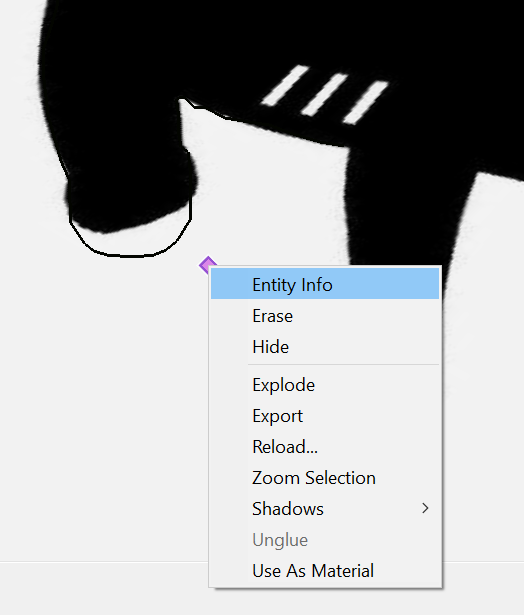 Entity Info
Erase
Hide
Explode
Export
Reload...
Zoom Selection
Shadows
Unglue
Use As Material